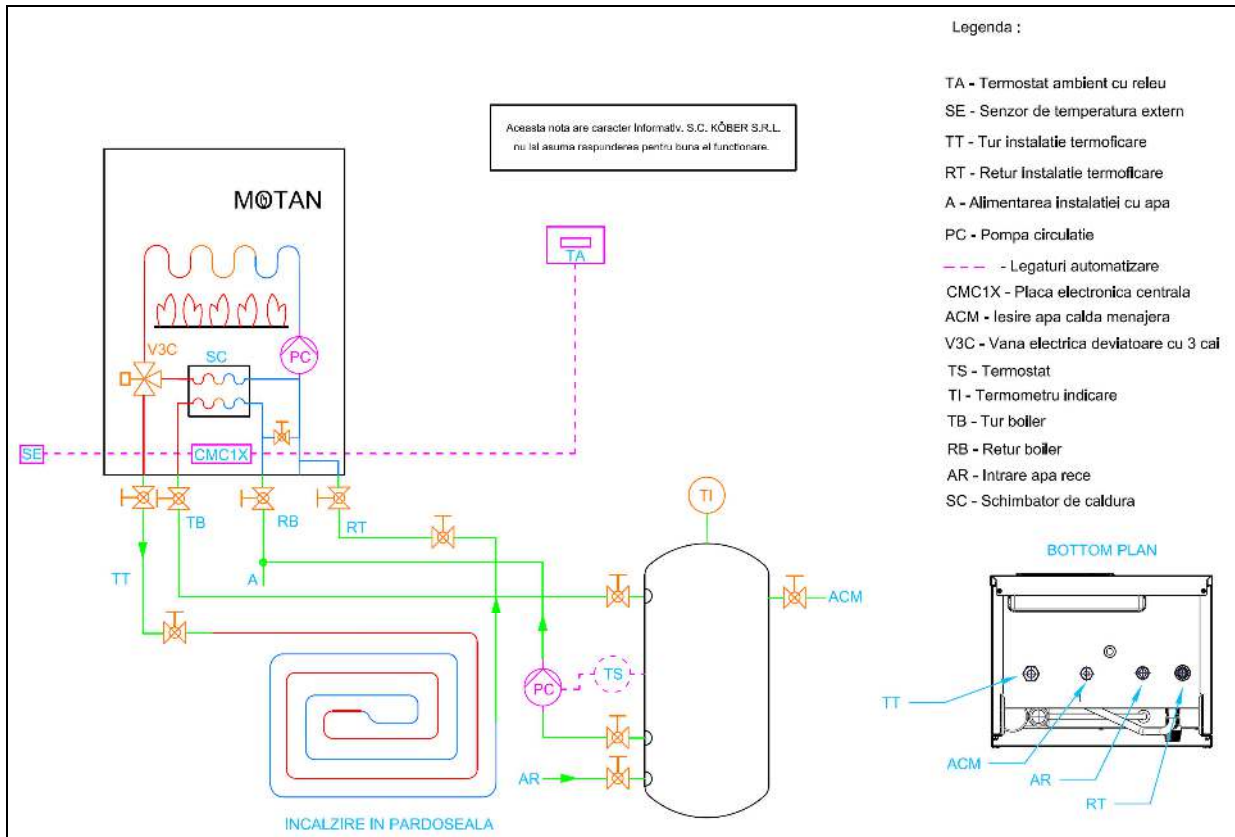 Legenda :
TA - Termostat ambient cu releu
SE - Senzor de temperatura extern
TT - Tur instalatie termoficare
RT - Retur instalatie termoficare
A - Alimentarea instalatiei cu apa
PC - Pompa circulatie
- Legaturi automatizare
CMC1X - Placa electronica centrala
ACM - Iesire apa calda menajera
V3C - Vana electrica deviatoare cu 3 cai
TS - Termostat
TI - Termometru indicare
TB - Tur boiler
RB - Retur boiler
AR - Intrare apa rece
SC - Schimbator de caldura
Aceasta nota are caracter Informativ. S.C. KÖBER S.R.L.
nu isi asuma raspunderea pentru buna ei functionare.
MOTAN
TA
V3C
SC
PC
SE
CMC1X
TB
RB
RT
TI
TT
A
ACM
PC
TS
AR
INCALZIRE IN PARDOSEALA
BOTTOM PLAN
TT
ACM
AR
RT